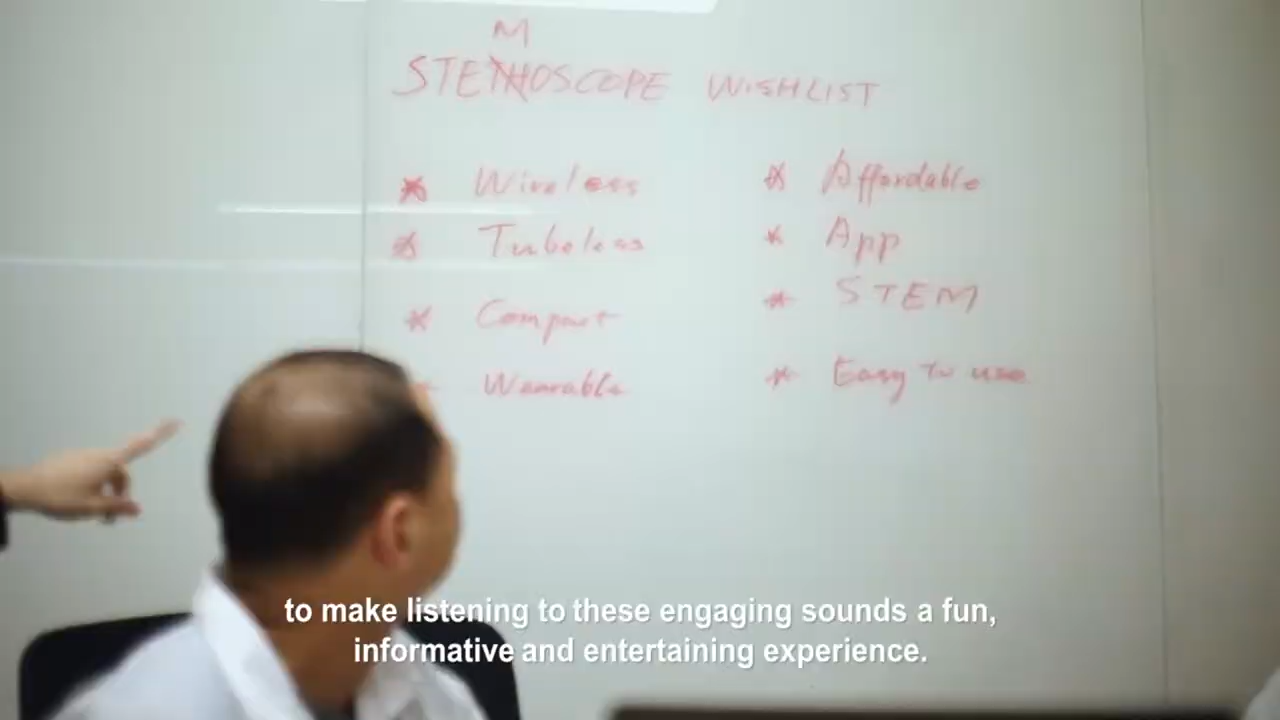 M
STETHOSCOPE WISHLIST
* Wireless
* Tubeless
* Compact
* Wearable
* Affordable
* App
* STEM
* Easy to use
to make listening to these engaging sounds a fun,
informative and entertaining experience.